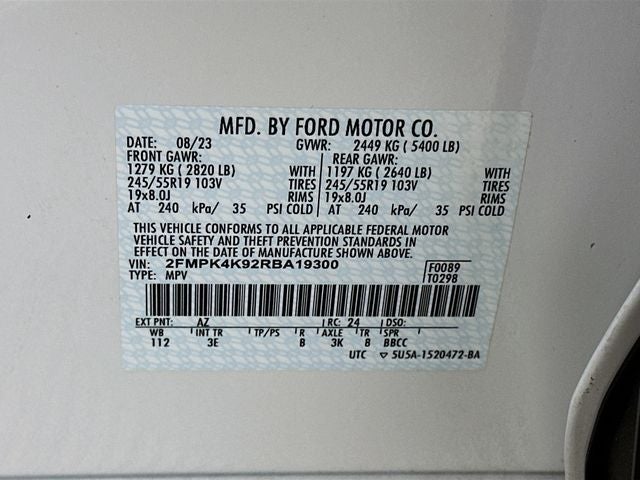 MFD. BY FORD MOTOR CO.
DATE: 08/23 GVWR: 2449 KG ( 5400 LB)
FRONT GAWR: REAR GAWR:
1279 KG ( 2820 LB) WITH 1197 KG ( 2640 LB) WITH
245/55R19 103V TIRES 245/55R19 103V TIRES
19x8.0J RIMS 19x8.0J RIMS
AT 240 kPa/ 35 PSI COLD AT 240 kPa/ 35 PSI COLD
THIS VEHICLE CONFORMS TO ALL APPLICABLE FEDERAL MOTOR
VEHICLE SAFETY AND THEFT PREVENTION STANDARDS IN
EFFECT ON THE DATE OF MANUFACTURE SHOWN ABOVE.
VIN: 2FMPK4K92RBA19300 F0089
TYPE: MPV T0298
EXT PNT: AZ RC: 24 DSO:
WB INT TR TP/PS R AXLE TR SPR
112 3E B 3K B BBCC
UTC ▽ 5U5A-1520472-BA